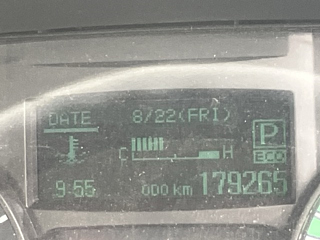 DATE 8/22(FRI)
P
C H ECO
9:55 000 km 179265